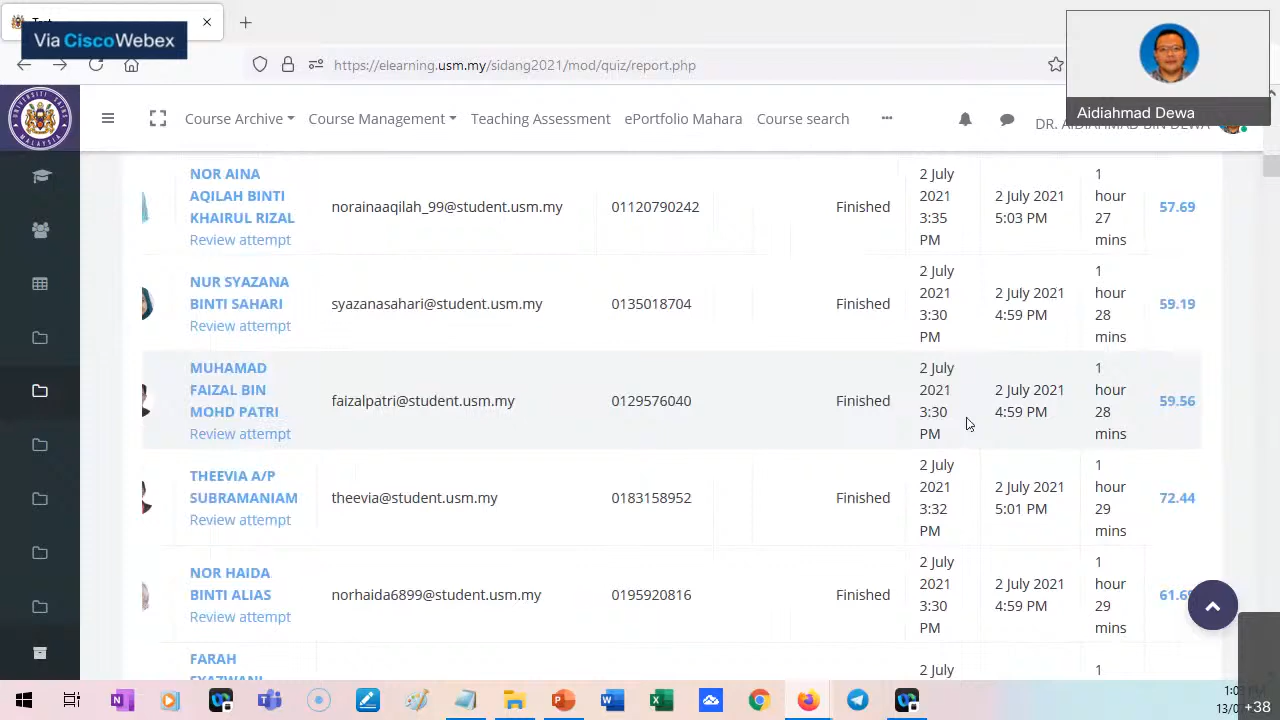 Via Cisco Webex
https://elearning.usm.my/sidang2021/mod/quiz/report.php
Aidiahmad Dewa
Course Archive
Course Management
Teaching Assessment
ePortfolio Mahara
Course search
DR. AIDIAHMAD BIN DEWA
NOR AINA
AQILAH BINTI
KHAIRUL RIZAL
Review attempt
norainaaqilah_99@student.usm.my
01120790242
Finished
2 July
2021
3:35
PM
2 July 2021
5:03 PM
1
hour
27
mins
57.69
NUR SYAZANA
BINTI SAHARI
Review attempt
syazanasahari@student.usm.my
0135018704
Finished
2 July
2021
3:30
PM
2 July 2021
4:59 PM
1
hour
28
mins
59.19
MUHAMAD
FAIZAL BIN
MOHD PATRI
Review attempt
faizalpatri@student.usm.my
0129576040
Finished
2 July
2021
3:30
PM
2 July 2021
4:59 PM
1
hour
28
mins
59.56
THEEVIA A/P
SUBRAMANIAM
Review attempt
theevia@student.usm.my
0183158952
Finished
2 July
2021
3:32
PM
2 July 2021
5:01 PM
1
hour
29
mins
72.44
NOR HAIDA
BINTI ALIAS
Review attempt
norhaida6899@student.usm.my
0195920816
Finished
2 July
2021
3:30
PM
2 July 2021
4:59 PM
1
hour
29
mins
FARAH
SYAZWANI
2 July
1
+38